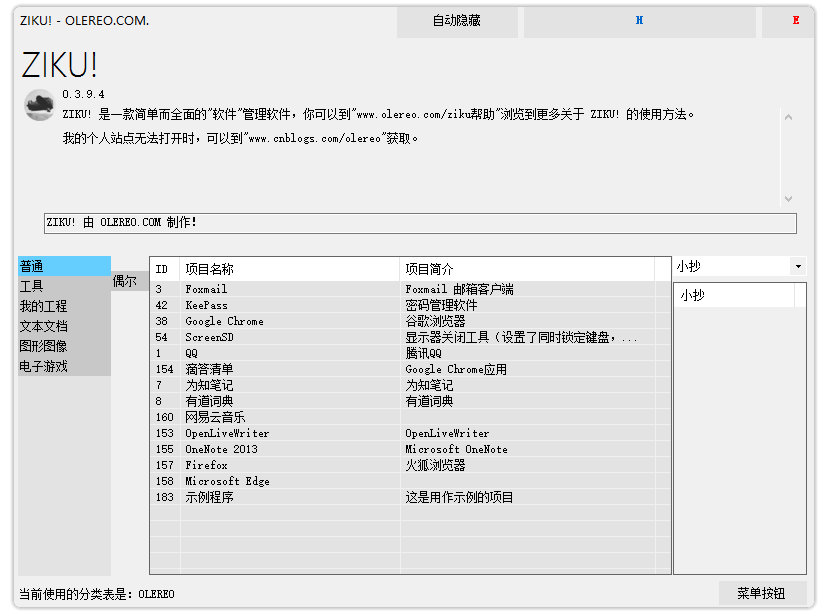 ZIKU! - OLEREO.COM.
自动隐藏
H
E
ZIKU!
0.3.9.4
ZIKU! 是一款简单而全面的"软件"管理软件，你可以到"www.olereo.com/ziku帮助"浏览到更多关于 ZIKU! 的使用方法。
我的个人站点无法打开时，可以到"www.cnblogs.com/olereo"获取。
ZIKU! 由 OLEREO.COM 制作!
普通
工具
我的工程
文本文档
图形图像
电子游戏
偶尔
ID 项目名称 项目简介
3 Foxmail Foxmail 邮箱客户端
42 KeePass 密码管理软件
38 Google Chrome 谷歌浏览器
54 ScreenSD 显示器关闭工具（设置了同时锁定键盘，...
1 QQ 腾讯QQ
154 滴答清单 Google Chrome应用
7 为知笔记 为知笔记
8 有道词典 有道词典
160 网易云音乐
153 OpenLiveWriter OpenLiveWriter
155 OneNote 2013 Microsoft OneNote
157 Firefox 火狐浏览器
158 Microsoft Edge
183 示例程序 这是用作示例的项目
小抄
小抄
当前使用的分类表是: OLEREO
菜单按钮